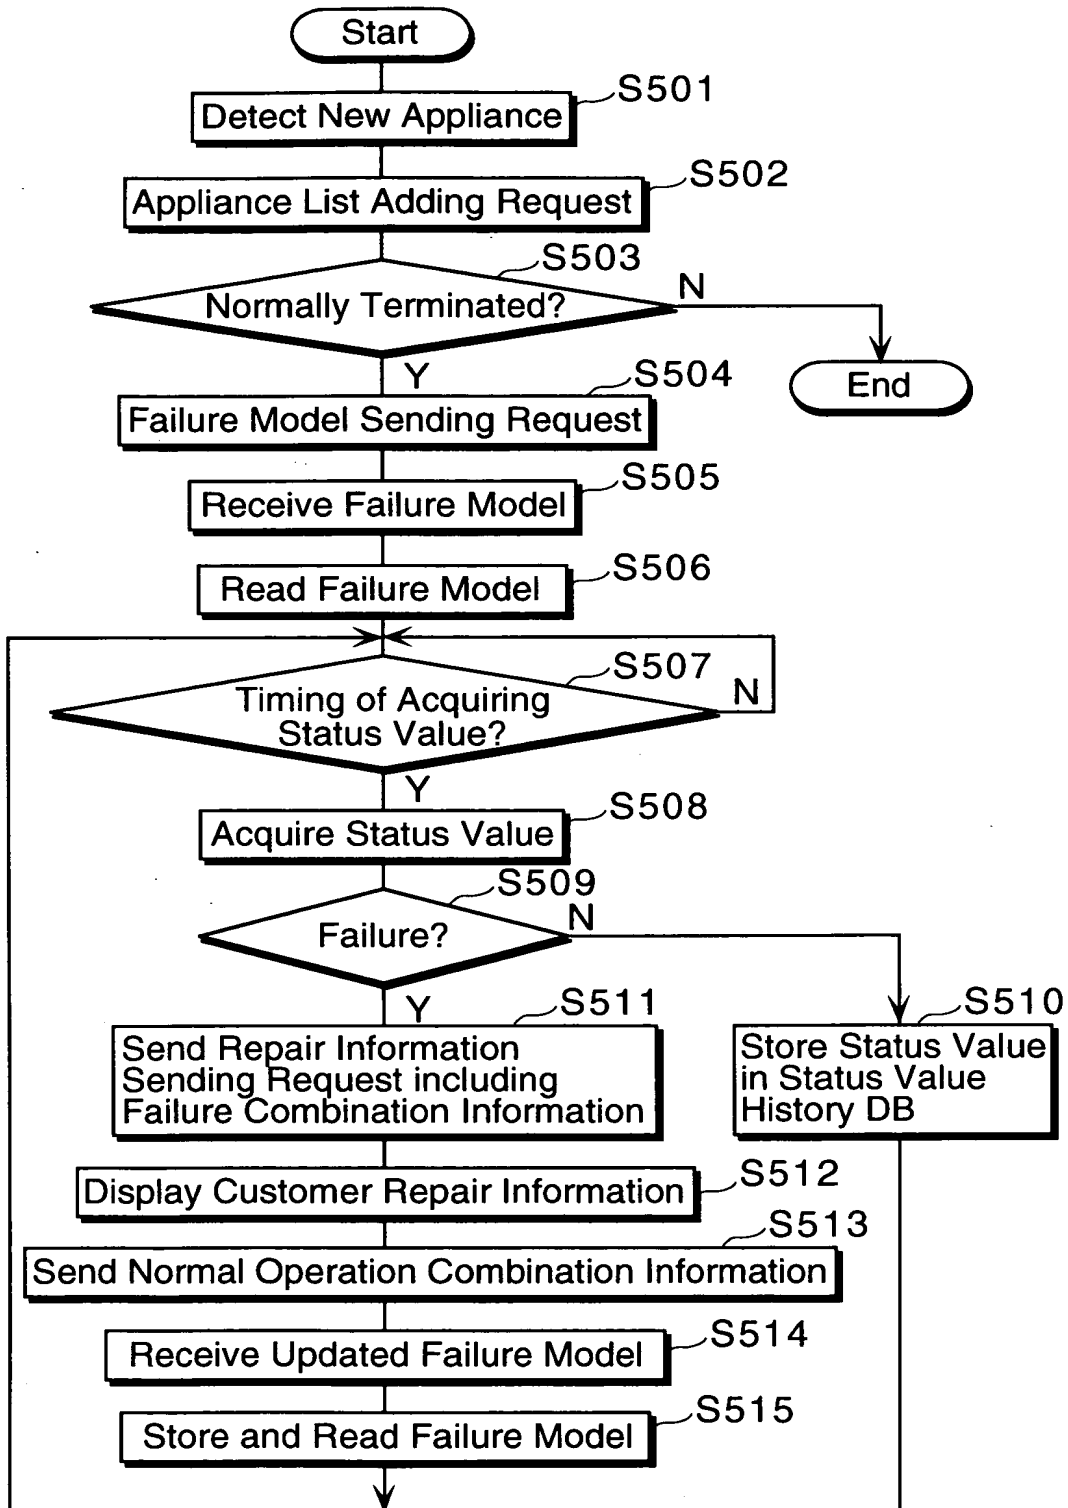 Start
S501
Detect New Appliance
S502
Appliance List Adding Request
S503
Normally Terminated?
N
Y
End
S504
Failure Model Sending Request
S505
Receive Failure Model
S506
Read Failure Model
S507
Timing of Acquiring
Status Value?
N
Y
S508
Acquire Status Value
S509
Failure?
N
Y
S511
Send Repair Information
Sending Request including
Failure Combination Information
S510
Store Status Value
in Status Value
History DB
S512
Display Customer Repair Information
S513
Send Normal Operation Combination Information
S514
Receive Updated Failure Model
S515
Store and Read Failure Model